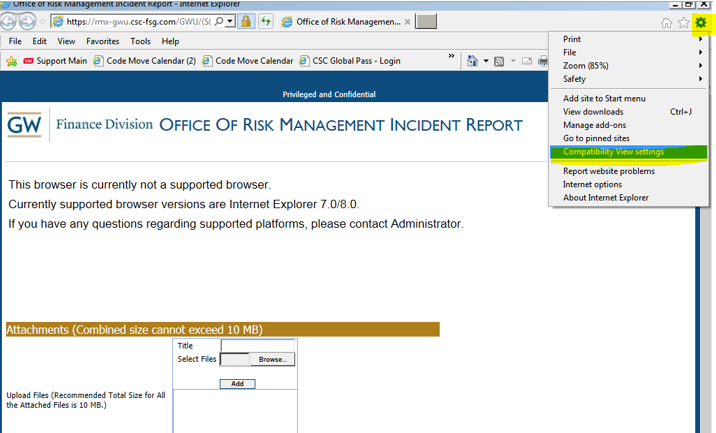 Office of Risk Management Incident Report - Internet Explorer
https://rmx-gwu.csc-fsg.com/GWU/(S(
Office of Risk Managemen...
File Edit View Favorites Tools Help
CSC Support Main Code Move Calendar (2) Code Move Calendar CSC Global Pass - Login »
Print
File
Zoom (85%)
Safety
Add site to Start menu
View downloads Ctrl+J
Manage add-ons
Go to pinned sites
Compatibility View settings
Report website problems
Internet options
About Internet Explorer
Privileged and Confidential
GW Finance Division OFFICE OF RISK MANAGEMENT INCIDENT REPORT
This browser is currently not a supported browser.
Currently supported browser versions are Internet Explorer 7.0/8.0.
If you have any questions regarding supported platforms, please contact Administrator.
Attachments (Combined size cannot exceed 10 MB)
Title
Select Files Browse...
Add
Upload Files (Recommended Total Size for All
the Attached Files is 10 MB.)